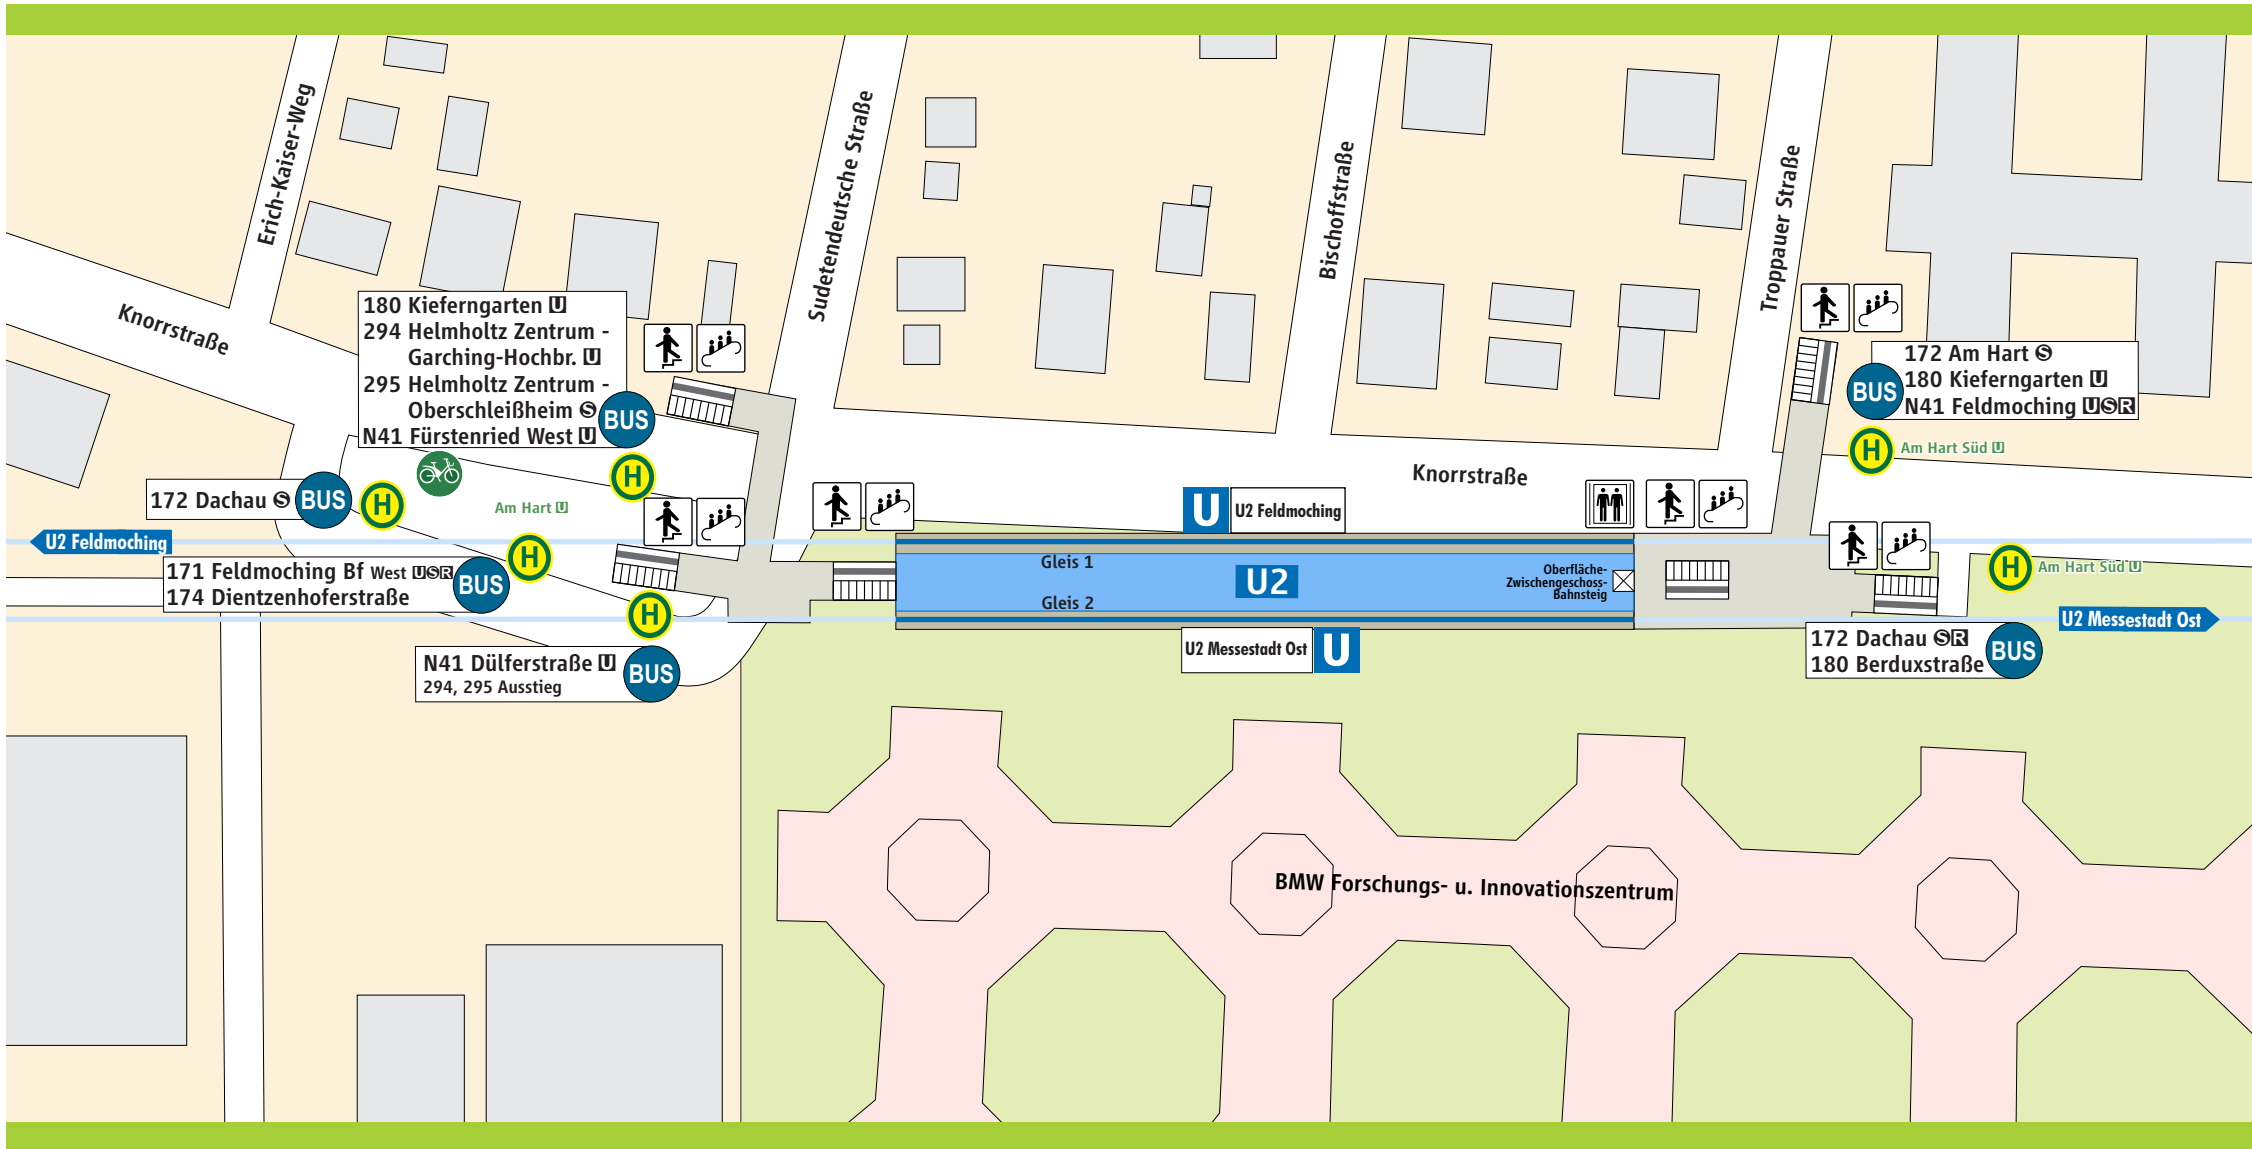 Erich-Kaiser-Weg
Sudetendeutsche Straße
Bischoffstraße
Troppauer Straße
Knorrstraße
180 Kieferngarten U
294 Helmholtz Zentrum -
Garching-Hochbr. U
295 Helmholtz Zentrum -
Oberschleißheim S
N41 Fürstenried West U
BUS
H
172 Am Hart S
180 Kieferngarten U
N41 Feldmoching U S R
BUS
H
Am Hart Süd U
Knorrstraße
172 Dachau S
BUS
H
Am Hart U
U
U2 Feldmoching
U2 Feldmoching
H
171 Feldmoching Bf West U S R
174 Dientzenhoferstraße
BUS
H
Gleis 1
U2
Gleis 2
Oberfläche-
Zwischengeschoss-
Bahnsteig
H
Am Hart Süd U
U2 Messestadt Ost
172 Dachau S R
180 Berduxstraße
BUS
U2 Messestadt Ost
U
N41 Dülferstraße U
294, 295 Ausstieg
BUS
BMW Forschungs- u. Innovationszentrum